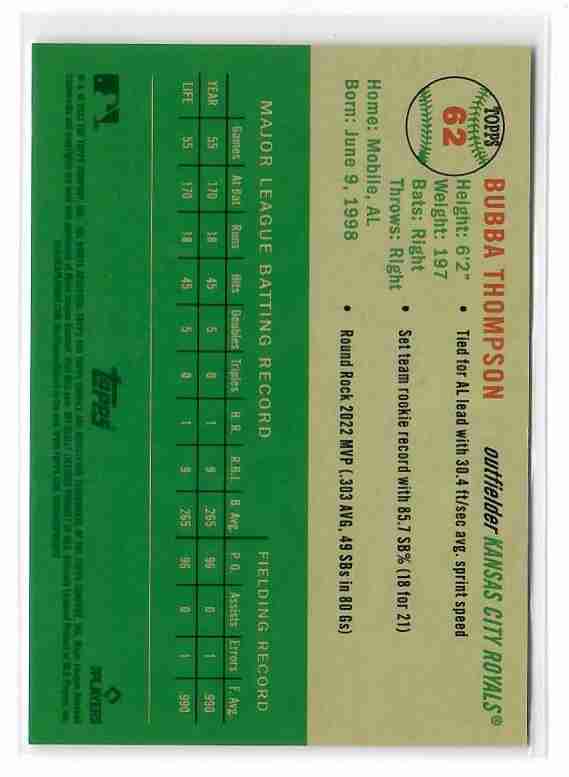 TOPPS
62
BUBBA THOMPSON outfielder KANSAS CITY ROYALS®
Height: 6'2"
Weight: 197
Bats: Right
Throws: Right
Home: Mobile, AL
Born: June 9, 1998
• Tied for AL lead with 30.4 ft/sec avg. sprint speed
• Set team rookie record with 85.7 SB% (18 for 21)
• Round Rock 2022 MVP (.303 AVG, 49 SBs in 80 Gs)
MAJOR LEAGUE BATTING RECORD FIELDING RECORD
Games At Bat Runs Hits Doubles Triples H.R. R.B.I. B. Avg. P.O. Assists Errors F. Avg.
YEAR 55 170 18 45 5 0 1 9 .265 96 0 1 .990
LIFE 55 170 18 45 5 0 1 9 .265 96 0 1 .990
topps
PLAYERS